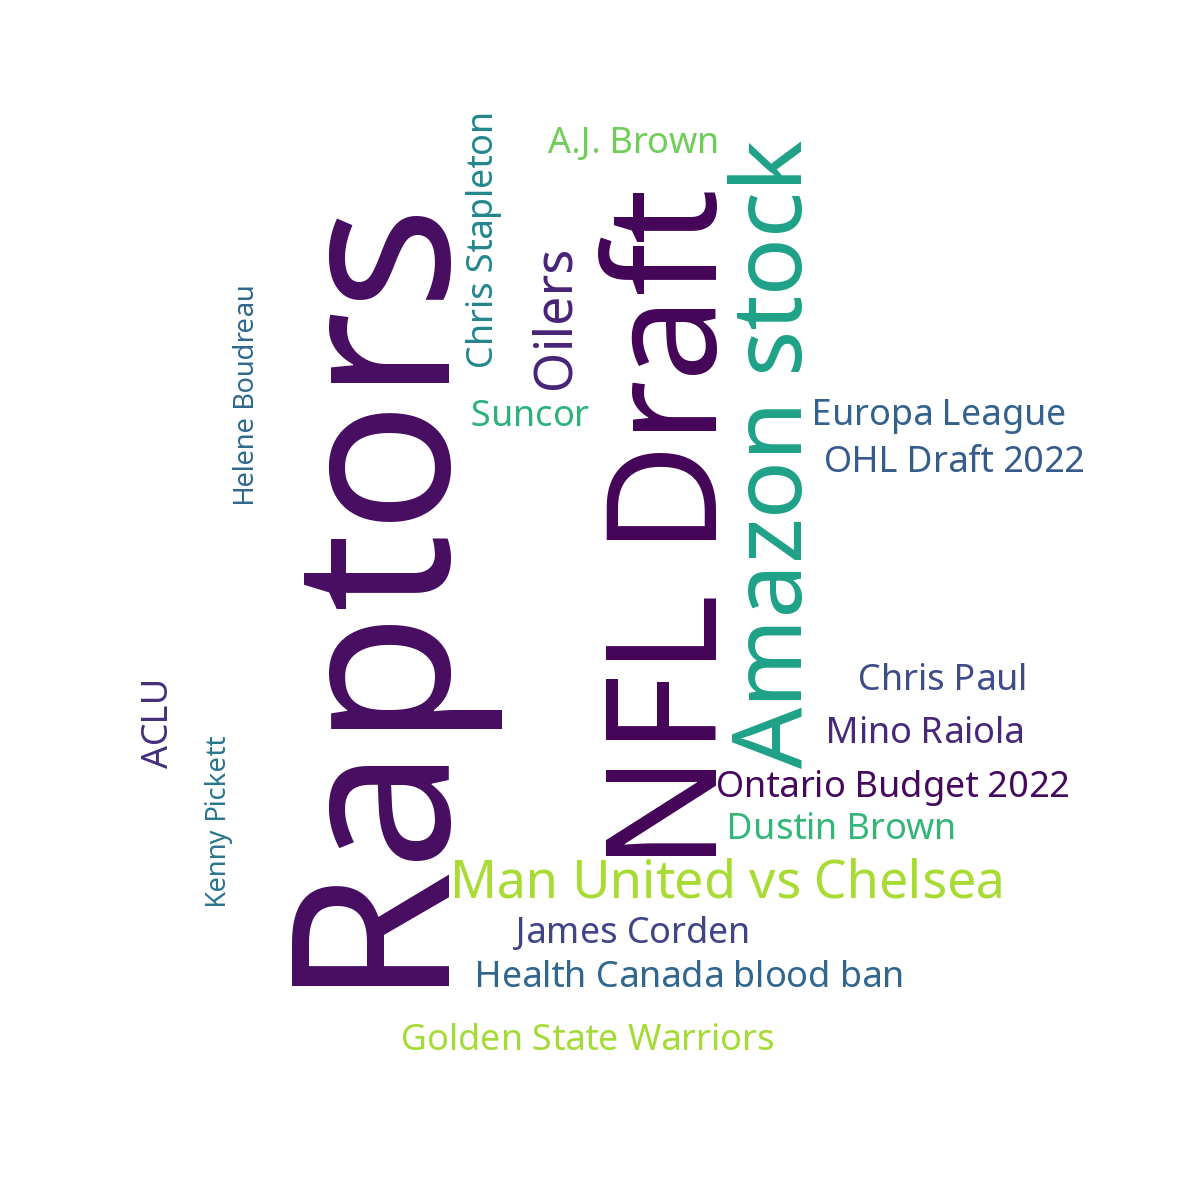 A.J. Brown
Chris Stapleton
Raptors
Oilers
NFL Draft
Amazon stock
Helene Boudreau
Suncor
Europa League
OHL Draft 2022
ACLU
Kenny Pickett
Chris Paul
Mino Raiola
Ontario Budget 2022
Dustin Brown
Man United vs Chelsea
James Corden
Health Canada blood ban
Golden State Warriors